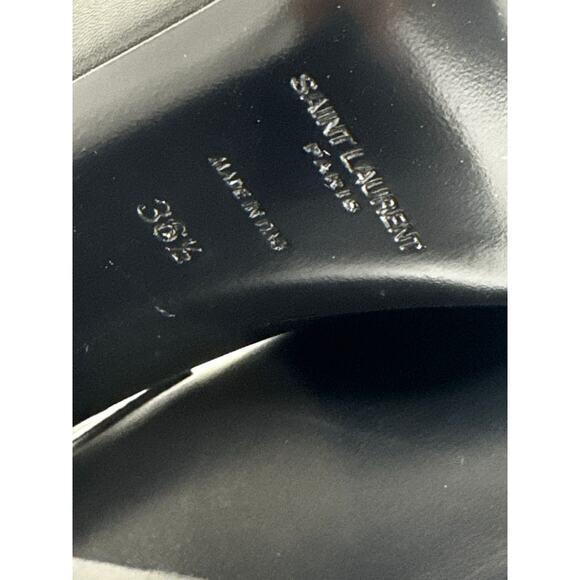 SAINT LAURENT
PARIS
MADE IN ITALY
36½